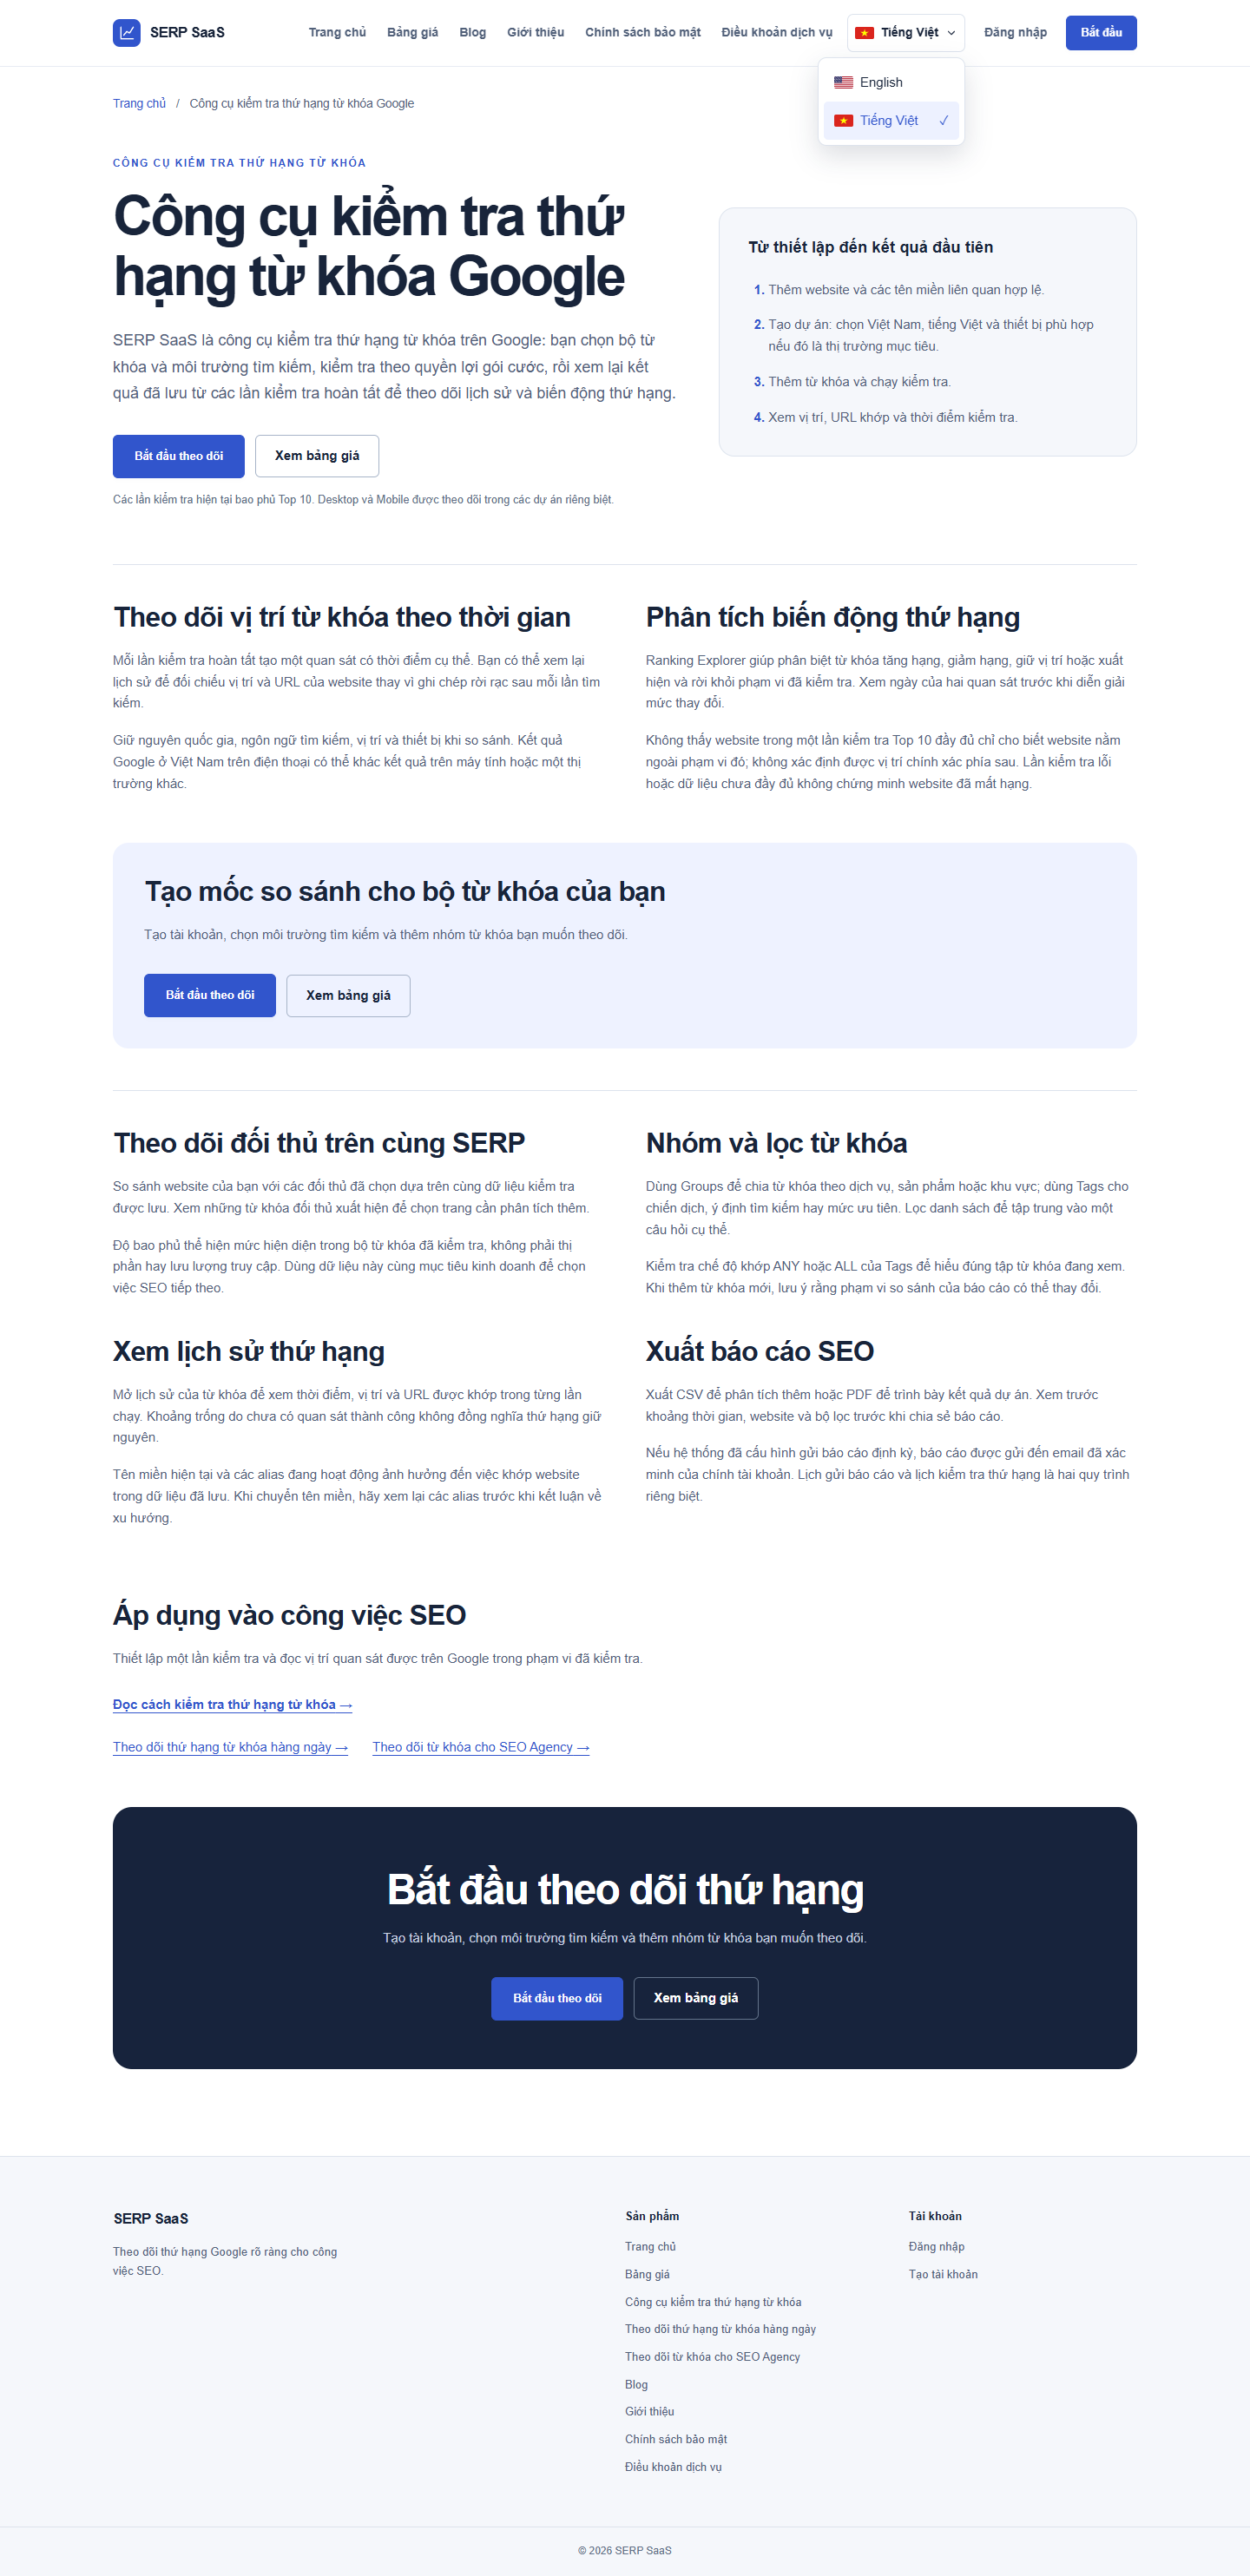 SERP SaaS
Trang chủ
Bảng giá
Blog
Giới thiệu
Chính sách bảo mật
Điều khoản dịch vụ
Tiếng Việt
Đăng nhập
Bắt đầu
English
Tiếng Việt
Trang chủ / Công cụ kiểm tra thứ hạng từ khóa Google
CÔNG CỤ KIỂM TRA THỨ HẠNG TỪ KHÓA
Công cụ kiểm tra thứ
hạng từ khóa Google
SERP SaaS là công cụ kiểm tra thứ hạng từ khóa trên Google: bạn chọn bộ từ
khóa và môi trường tìm kiếm, kiểm tra theo quyền lợi gói cước, rồi xem lại kết
quả đã lưu từ các lần kiểm tra hoàn tất để theo dõi lịch sử và biến động thứ hạng.
Bắt đầu theo dõi
Xem bảng giá
Các lần kiểm tra hiện tại bao phủ Top 10. Desktop và Mobile được theo dõi trong các dự án riêng biệt.
Từ thiết lập đến kết quả đầu tiên
1. Thêm website và các tên miền liên quan hợp lệ.
2. Tạo dự án: chọn Việt Nam, tiếng Việt và thiết bị phù hợp
nếu đó là thị trường mục tiêu.
3. Thêm từ khóa và chạy kiểm tra.
4. Xem vị trí, URL khớp và thời điểm kiểm tra.
Theo dõi vị trí từ khóa theo thời gian
Mỗi lần kiểm tra hoàn tất tạo một quan sát có thời điểm cụ thể. Bạn có thể xem lại
lịch sử để đối chiếu vị trí và URL của website thay vì ghi chép rời rạc sau mỗi lần tìm
kiếm.
Giữ nguyên quốc gia, ngôn ngữ tìm kiếm, vị trí và thiết bị khi so sánh. Kết quả
Google ở Việt Nam trên điện thoại có thể khác kết quả trên máy tính hoặc một thị
trường khác.
Phân tích biến động thứ hạng
Ranking Explorer giúp phân biệt từ khóa tăng hạng, giảm hạng, giữ vị trí hoặc xuất
hiện và rời khỏi phạm vi đã kiểm tra. Xem ngày của hai quan sát trước khi diễn giải
mức thay đổi.
Không thấy website trong một lần kiểm tra Top 10 đầy đủ chỉ cho biết website nằm
ngoài phạm vi đó; không xác định được vị trí chính xác phía sau. Lần kiểm tra lỗi
hoặc dữ liệu chưa đầy đủ không chứng minh website đã mất hạng.
Tạo mốc so sánh cho bộ từ khóa của bạn
Tạo tài khoản, chọn môi trường tìm kiếm và thêm nhóm từ khóa bạn muốn theo dõi.
Bắt đầu theo dõi
Xem bảng giá
Theo dõi đối thủ trên cùng SERP
So sánh website của bạn với các đối thủ đã chọn dựa trên cùng dữ liệu kiểm tra
được lưu. Xem những từ khóa đối thủ xuất hiện để chọn trang cần phân tích thêm.
Độ bao phủ thể hiện mức hiện diện trong bộ từ khóa đã kiểm tra, không phải thị
phần hay lưu lượng truy cập. Dùng dữ liệu này cùng mục tiêu kinh doanh để chọn
việc SEO tiếp theo.
Nhóm và lọc từ khóa
Dùng Groups để chia từ khóa theo dịch vụ, sản phẩm hoặc khu vực; dùng Tags cho
chiến dịch, ý định tìm kiếm hay mức ưu tiên. Lọc danh sách để tập trung vào một
câu hỏi cụ thể.
Kiểm tra chế độ khớp ANY hoặc ALL của Tags để hiểu đúng tập từ khóa đang xem.
Khi thêm từ khóa mới, lưu ý rằng phạm vi so sánh của báo cáo có thể thay đổi.
Xem lịch sử thứ hạng
Mở lịch sử của từ khóa để xem thời điểm, vị trí và URL được khớp trong từng lần
chạy. Khoảng trống do chưa có quan sát thành công không đồng nghĩa thứ hạng giữ
nguyên.
Tên miền hiện tại và các alias đang hoạt động ảnh hưởng đến việc khớp website
trong dữ liệu đã lưu. Khi chuyển tên miền, hãy xem lại các alias trước khi kết luận về
xu hướng.
Xuất báo cáo SEO
Xuất CSV để phân tích thêm hoặc PDF để trình bày kết quả dự án. Xem trước
khoảng thời gian, website và bộ lọc trước khi chia sẻ báo cáo.
Nếu hệ thống đã cấu hình gửi báo cáo định kỳ, báo cáo được gửi đến email đã xác
minh của chính tài khoản. Lịch gửi báo cáo và lịch kiểm tra thứ hạng là hai quy trình
riêng biệt.
Áp dụng vào công việc SEO
Thiết lập một lần kiểm tra và đọc vị trí quan sát được trên Google trong phạm vi đã kiểm tra.
Đọc cách kiểm tra thứ hạng từ khóa →
Theo dõi thứ hạng từ khóa hàng ngày →
Theo dõi từ khóa cho SEO Agency →
Bắt đầu theo dõi thứ hạng
Tạo tài khoản, chọn môi trường tìm kiếm và thêm nhóm từ khóa bạn muốn theo dõi.
Bắt đầu theo dõi
Xem bảng giá
SERP SaaS
Theo dõi thứ hạng Google rõ ràng cho công
việc SEO.
Sản phẩm
Trang chủ
Bảng giá
Công cụ kiểm tra thứ hạng từ khóa
Theo dõi thứ hạng từ khóa hàng ngày
Theo dõi từ khóa cho SEO Agency
Blog
Giới thiệu
Chính sách bảo mật
Điều khoản dịch vụ
Tài khoản
Đăng nhập
Tạo tài khoản
© 2026 SERP SaaS